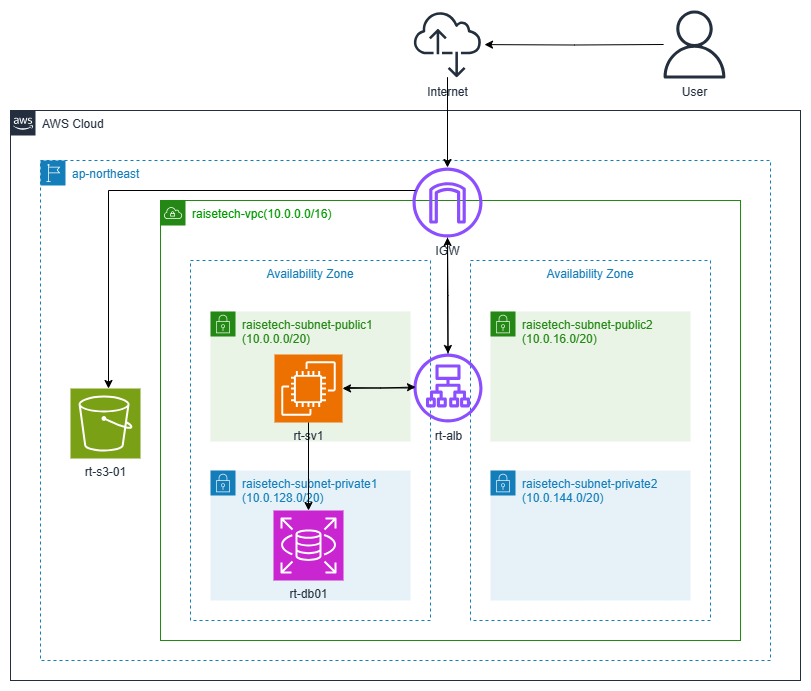 Internet
User
aws
AWS Cloud
ap-northeast
raisetech-vpc(10.0.0.0/16)
IGW
Availability Zone
Availability Zone
raisetech-subnet-public1
(10.0.0.0/20)
raisetech-subnet-public2
(10.0.16.0/20)
rt-sv1
rt-alb
rt-s3-01
raisetech-subnet-private1
(10.0.128.0/20)
raisetech-subnet-private2
(10.0.144.0/20)
rt-db01